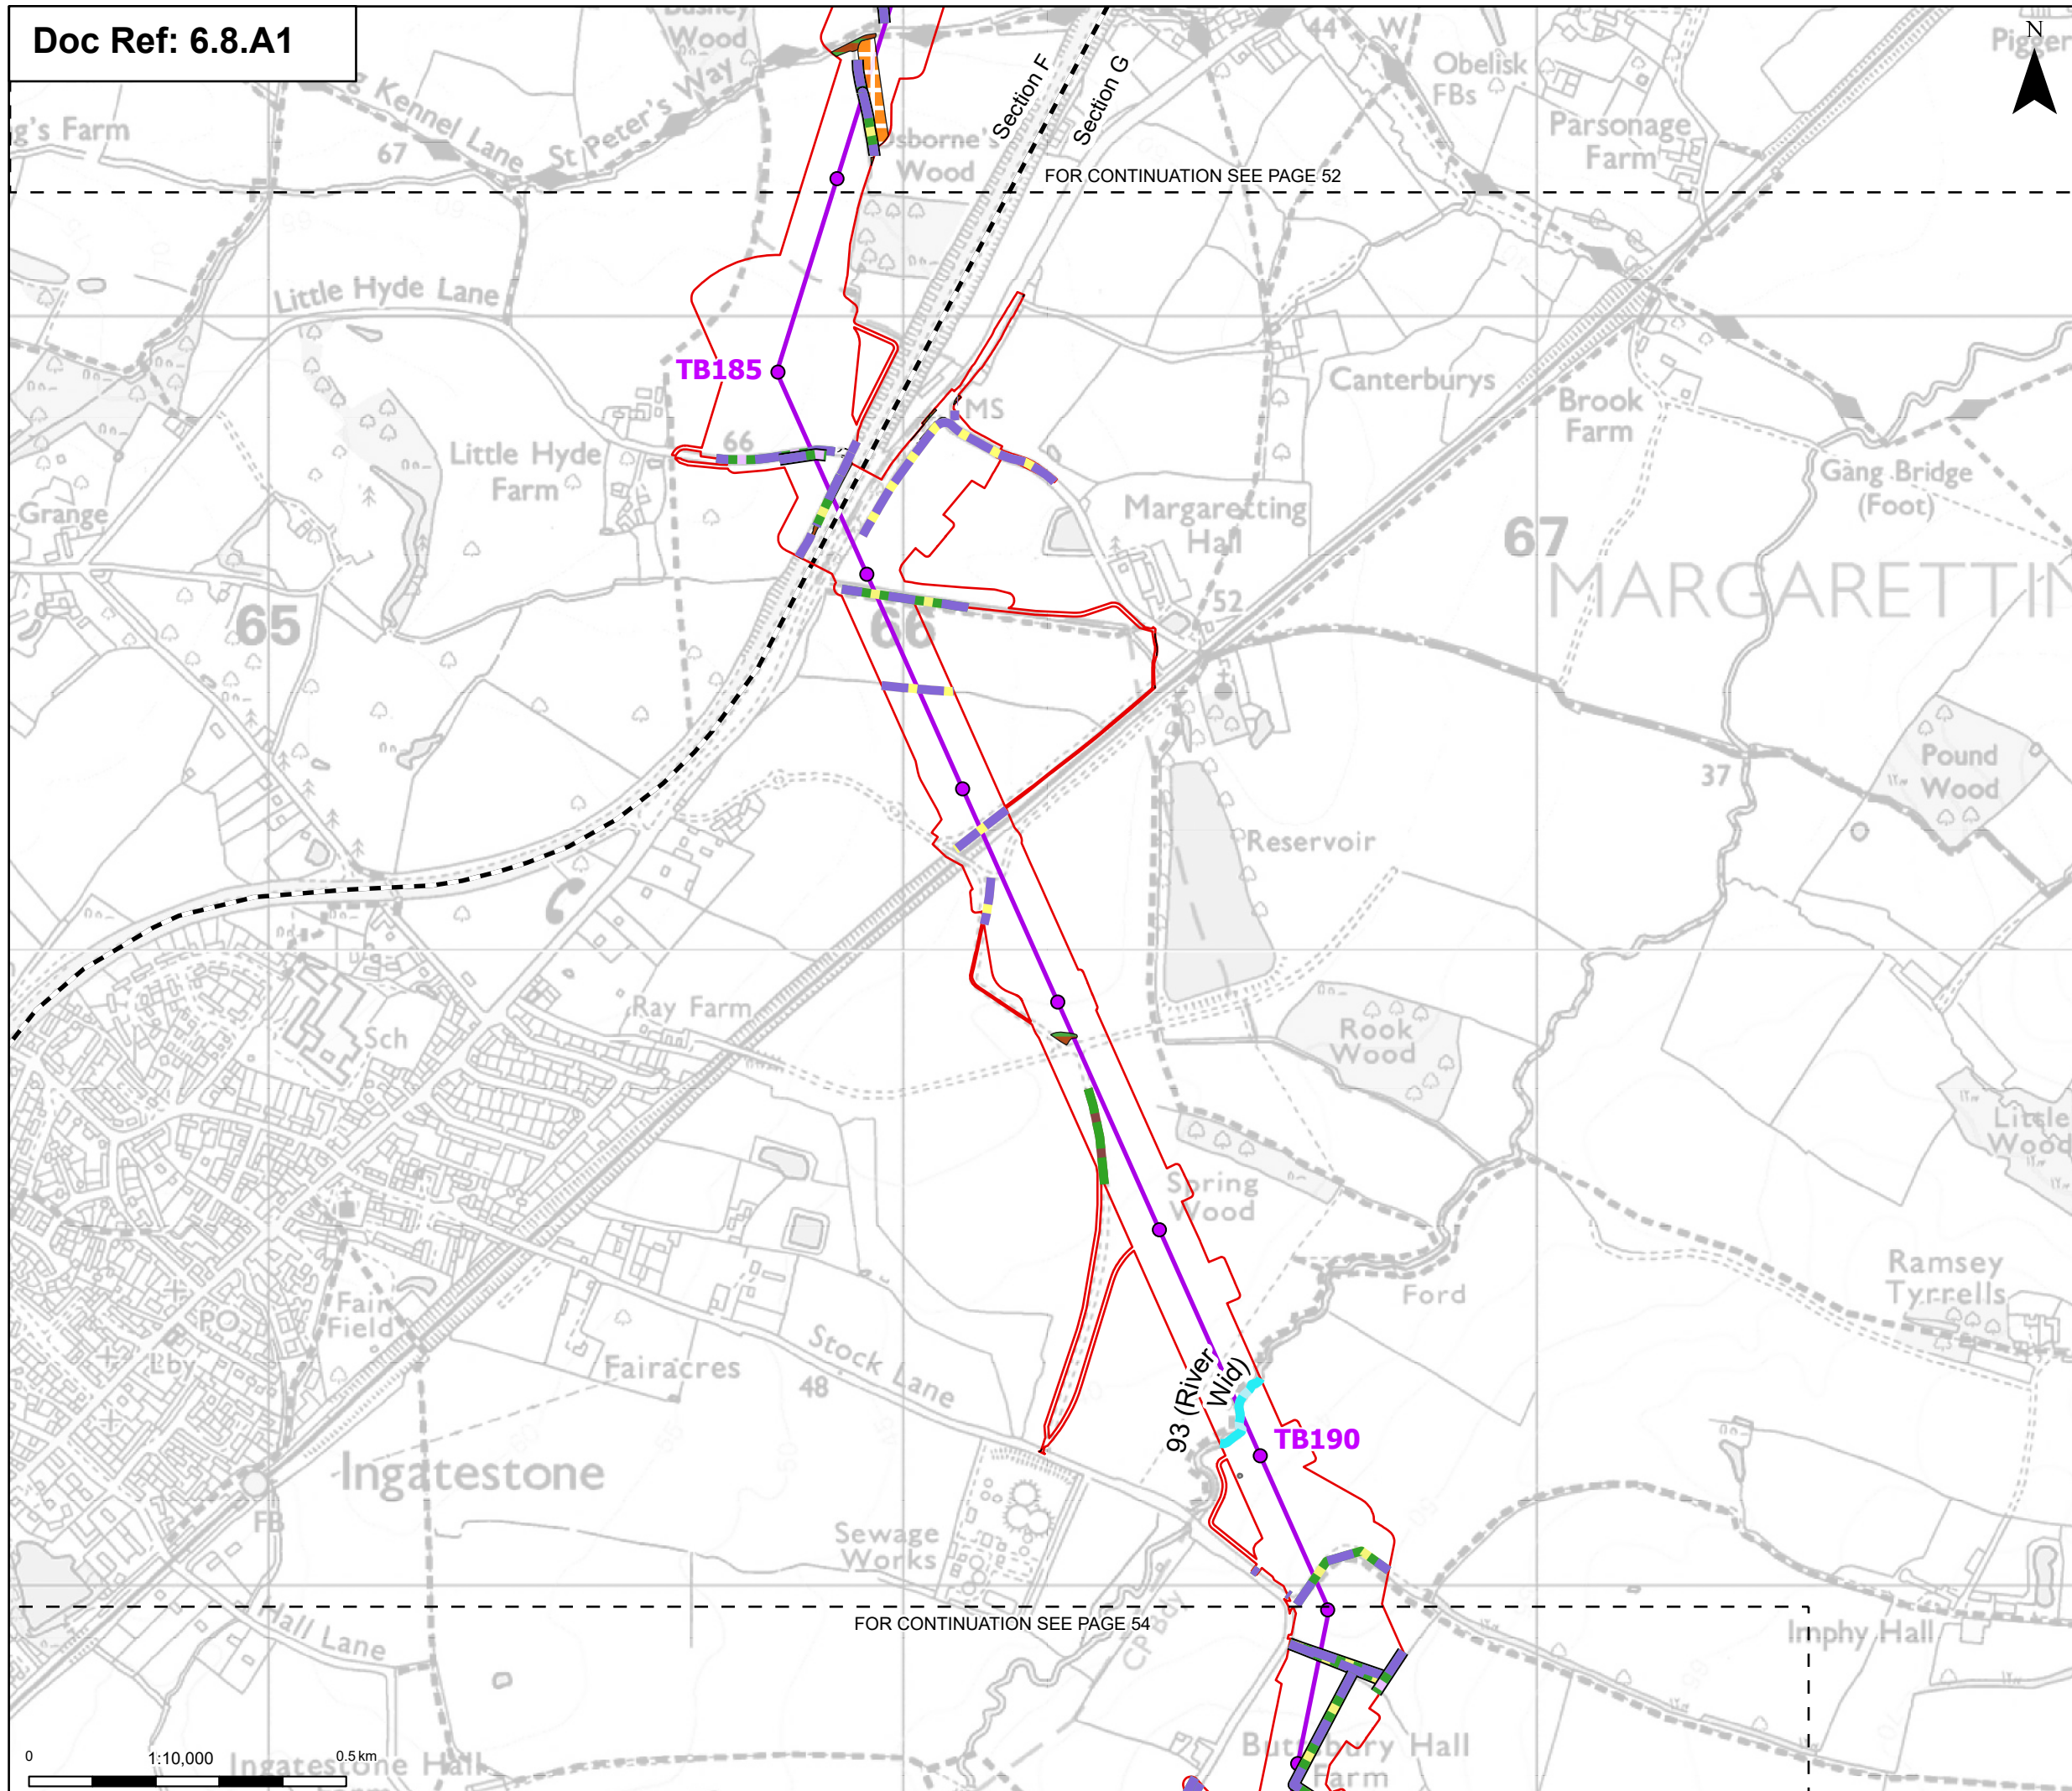 Doc Ref: 6.8.A1
Wood
44
W
N
Obelisk
FBs
Parsonage
Farm
Kennel Lane
St Peter's Way
67
Section F
Section G
Wood
FOR CONTINUATION SEE PAGE 52
Little Hyde Lane
TB185
Canterburys
MS
Brook
Farm
66
Little Hyde
Farm
Grange
Gang Bridge
(Foot)
Margaretting
Hall
67
MARGARETTIN
65
66
52
Pound
Wood
37
Reservoir
Ray Farm
Sch
Rook
Wood
Little
Wood
Spring
Wood
Ford
Ramsey
Tyrrells
Fair
Field
PO
Lby
Fairacres
Stock Lane
48
93 (River
Wid)
TB190
Ingatestone
FB
Sewage
Works
FOR CONTINUATION SEE PAGE 54
Hall Lane
CP Bdy
Imphy Hall
Buttsbury Hall
Farm
Ingatestone Hall
0
1:10,000
0.5 km